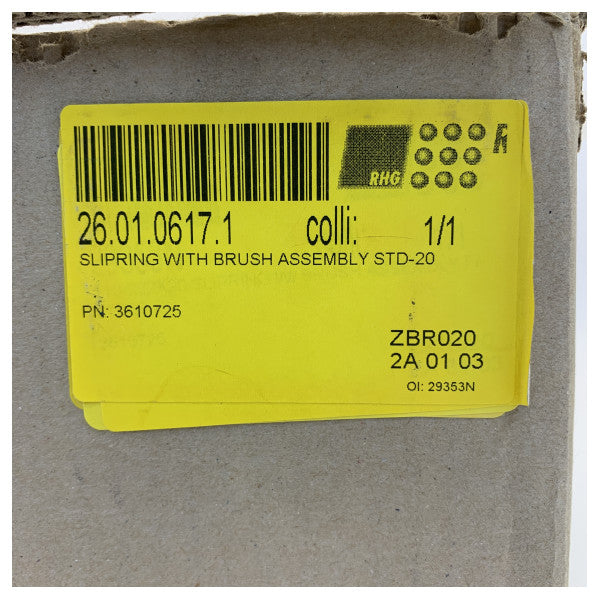 RHG
R
26.01.0617.1 colli: 1/1
SLIPRING WITH BRUSH ASSEMBLY STD-20
PN: 3610725
ZBR020
2A 01 03
OI: 29353N